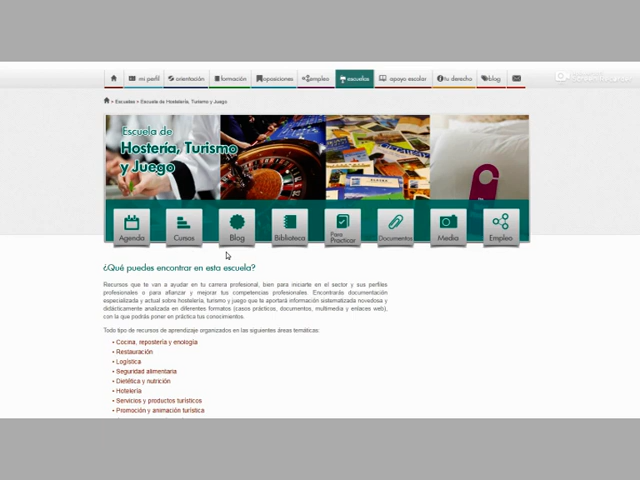 mi perfil orientación formación oposiciones empleo escuelas apoyo escolar tu derecho blog
» Escuelas » Escuela de Hostelería, Turismo y Juego
Escuela de
Hostería, Turismo
y Juego
Agenda Cursos Blog Biblioteca Para Practicar Documentos Media Empleo
¿Qué puedes encontrar en esta escuela?
Recursos que te van a ayudar en tu carrera profesional, bien para iniciarte en el sector y sus perfiles
profesionales o para afianzar y mejorar tus competencias profesionales. Encontrarás documentación
especializada y actual sobre hostelería, turismo y juego que te aportará información sistematizada novedosa y
didácticamente analizada en diferentes formatos (casos prácticos, documentos, multimedia y enlaces web),
con la que podrás poner en práctica tus conocimientos.
Todo tipo de recursos de aprendizaje organizados en las siguientes áreas temáticas:
• Cocina, repostería y enología
• Restauración
• Logística
• Seguridad alimentaria
• Dietética y nutrición
• Hotelería
• Servicios y productos turísticos
• Promoción y animación turística